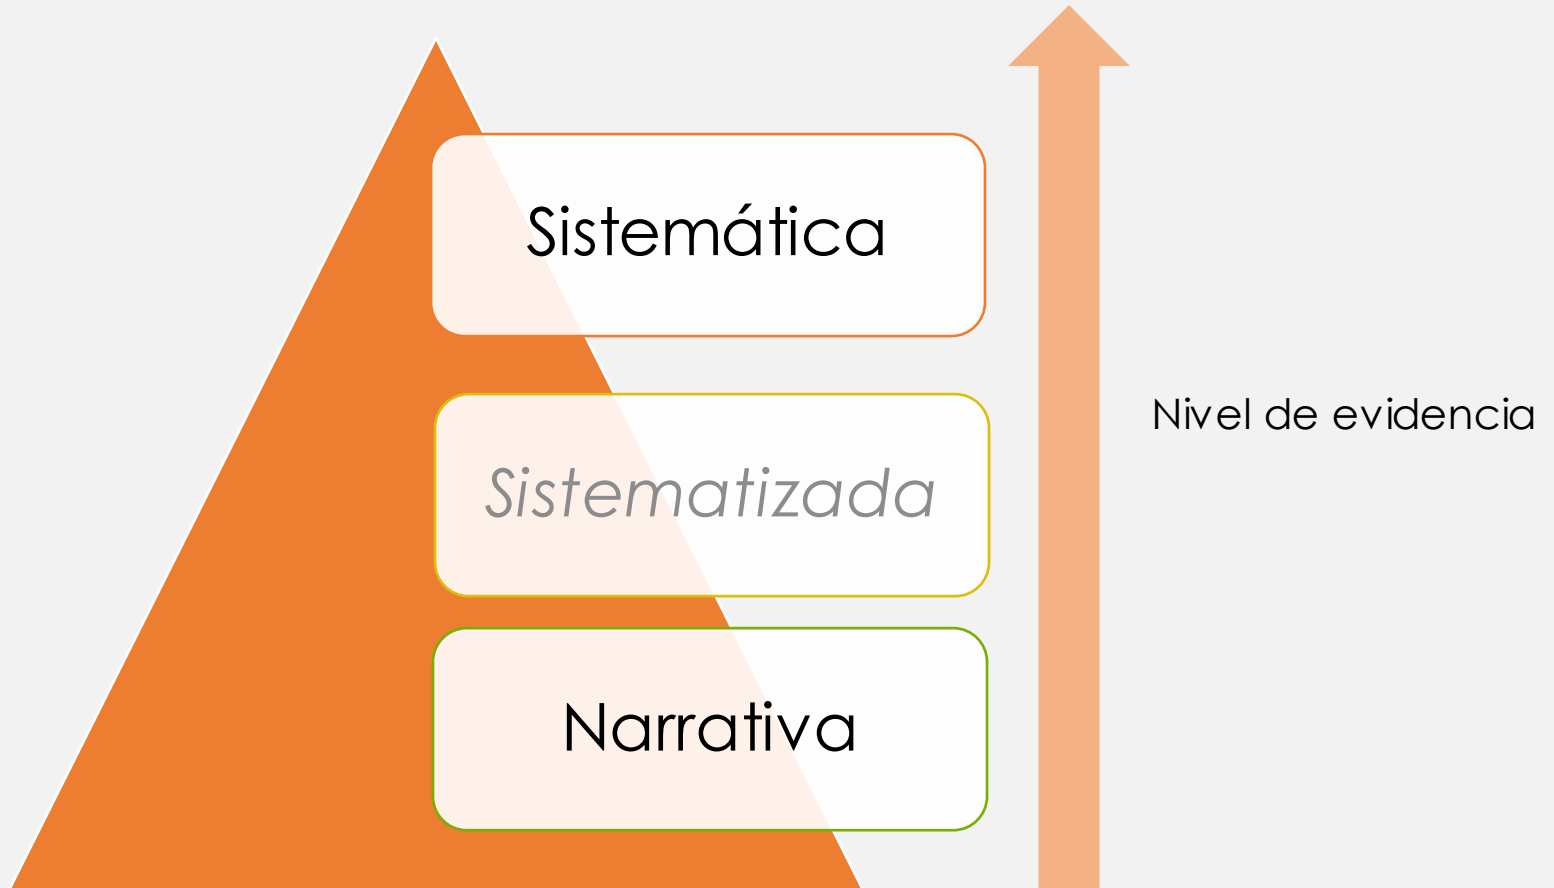 Sistemática
Sistematizada
Narrativa
Nivel de evidencia